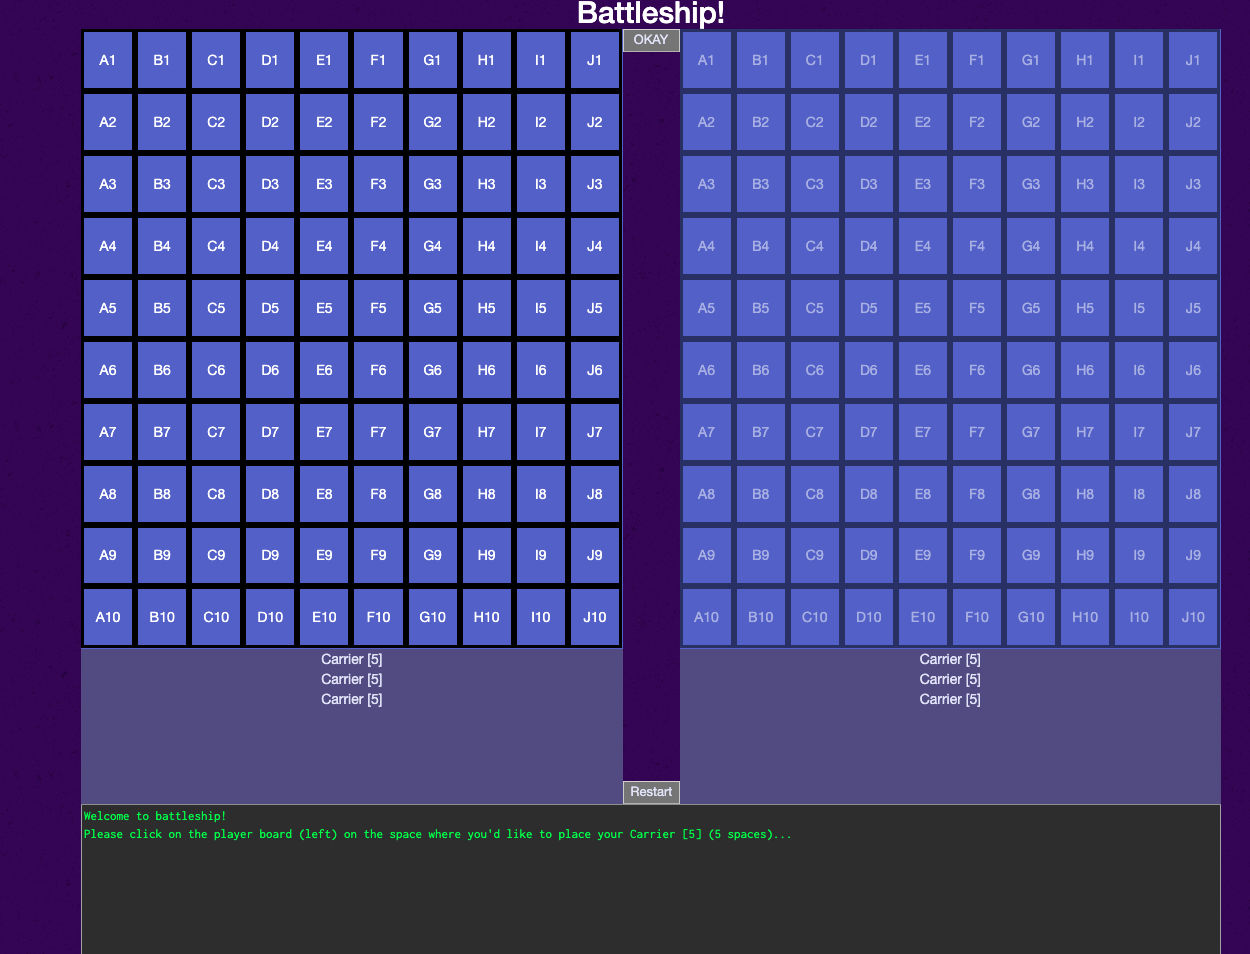 Battleship!
OKAY
A1 B1 C1 D1 E1 F1 G1 H1 I1 J1
A2 B2 C2 D2 E2 F2 G2 H2 I2 J2
A3 B3 C3 D3 E3 F3 G3 H3 I3 J3
A4 B4 C4 D4 E4 F4 G4 H4 I4 J4
A5 B5 C5 D5 E5 F5 G5 H5 I5 J5
A6 B6 C6 D6 E6 F6 G6 H6 I6 J6
A7 B7 C7 D7 E7 F7 G7 H7 I7 J7
A8 B8 C8 D8 E8 F8 G8 H8 I8 J8
A9 B9 C9 D9 E9 F9 G9 H9 I9 J9
A10 B10 C10 D10 E10 F10 G10 H10 I10 J10
Carrier [5]
Carrier [5]
Carrier [5]
A1 B1 C1 D1 E1 F1 G1 H1 I1 J1
A2 B2 C2 D2 E2 F2 G2 H2 I2 J2
A3 B3 C3 D3 E3 F3 G3 H3 I3 J3
A4 B4 C4 D4 E4 F4 G4 H4 I4 J4
A5 B5 C5 D5 E5 F5 G5 H5 I5 J5
A6 B6 C6 D6 E6 F6 G6 H6 I6 J6
A7 B7 C7 D7 E7 F7 G7 H7 I7 J7
A8 B8 C8 D8 E8 F8 G8 H8 I8 J8
A9 B9 C9 D9 E9 F9 G9 H9 I9 J9
A10 B10 C10 D10 E10 F10 G10 H10 I10 J10
Carrier [5]
Carrier [5]
Carrier [5]
Restart
Welcome to battleship!
Please click on the player board (left) on the space where you'd like to place your Carrier [5] (5 spaces)...